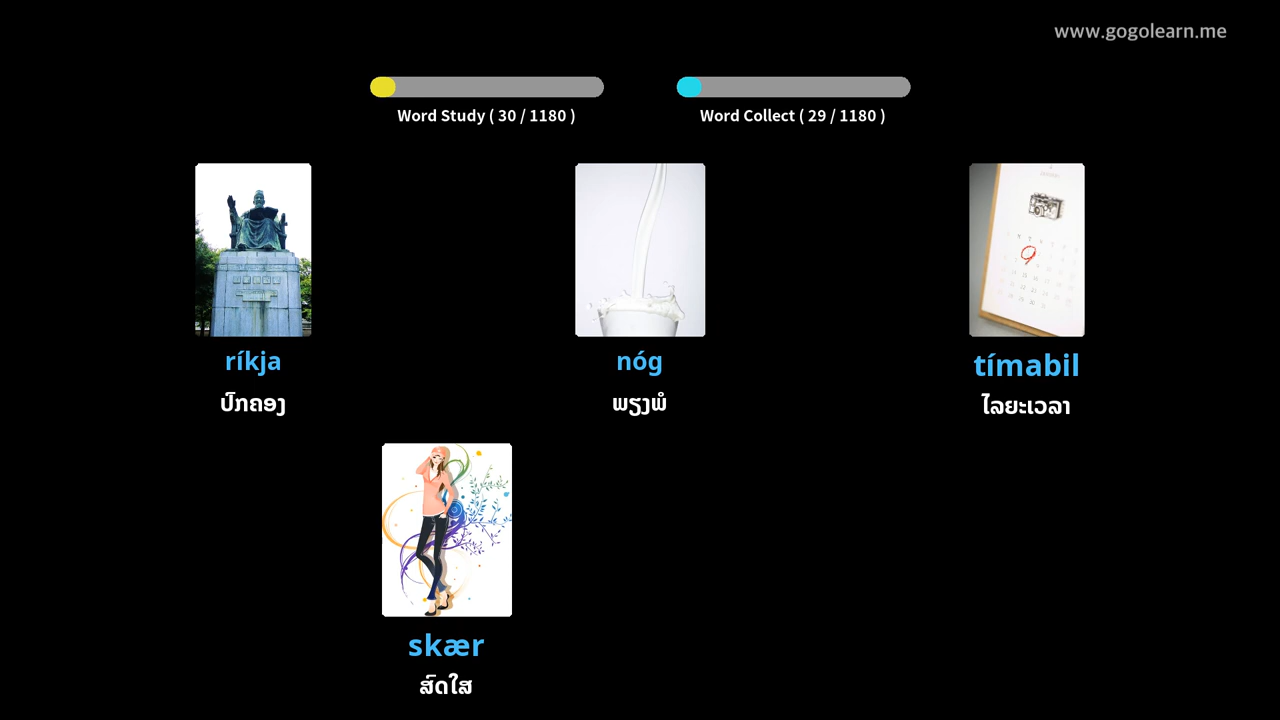 www.gogolearn.me
Word Study ( 30 / 1180 )
Word Collect ( 29 / 1180 )
ríkja
ປົກຄອງ
nóg
ພຽງພໍ
tímabil
ໄລຍະເວລາ
skær
ສົດໃສ